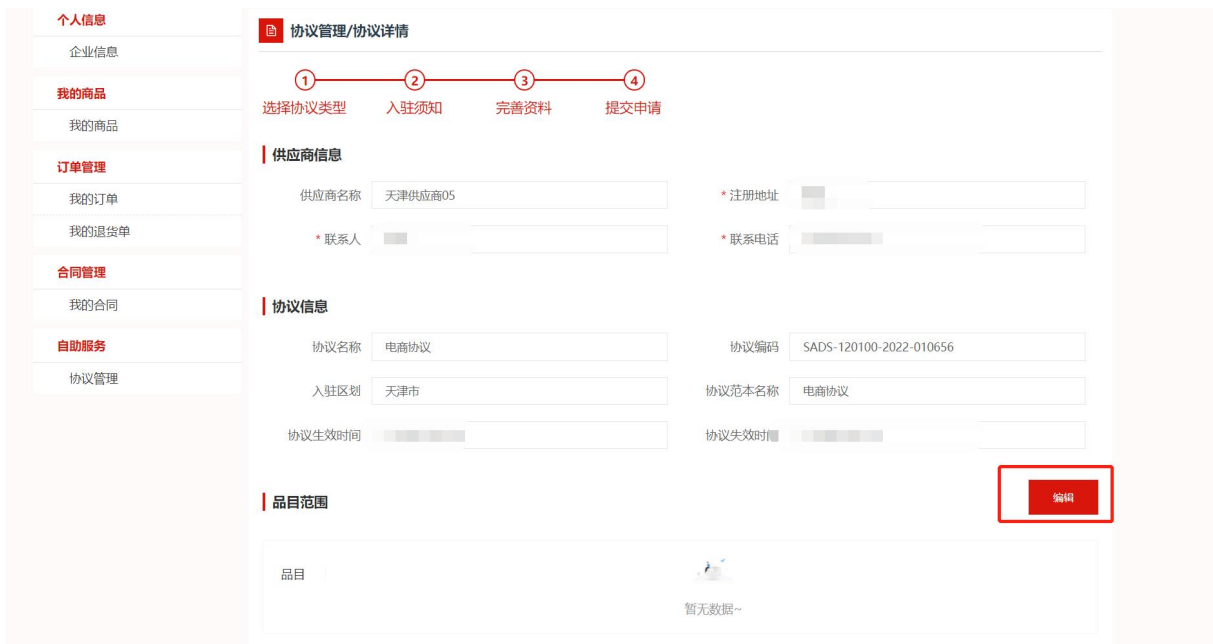 个人信息
企业信息
我的商品
我的商品
订单管理
我的订单
我的退货单
合同管理
我的合同
自助服务
协议管理
协议管理/协议详情
1 2 3 4
选择协议类型 入驻须知 完善资料 提交申请
供应商信息
供应商名称 天津供应商05 * 注册地址
* 联系人 * 联系电话
协议信息
协议名称 电商协议 协议编码 SADS-120100-2022-010656
入驻区划 天津市 协议范本名称 电商协议
协议生效时间 协议失效时间
品目范围 编辑
品目
暂无数据~